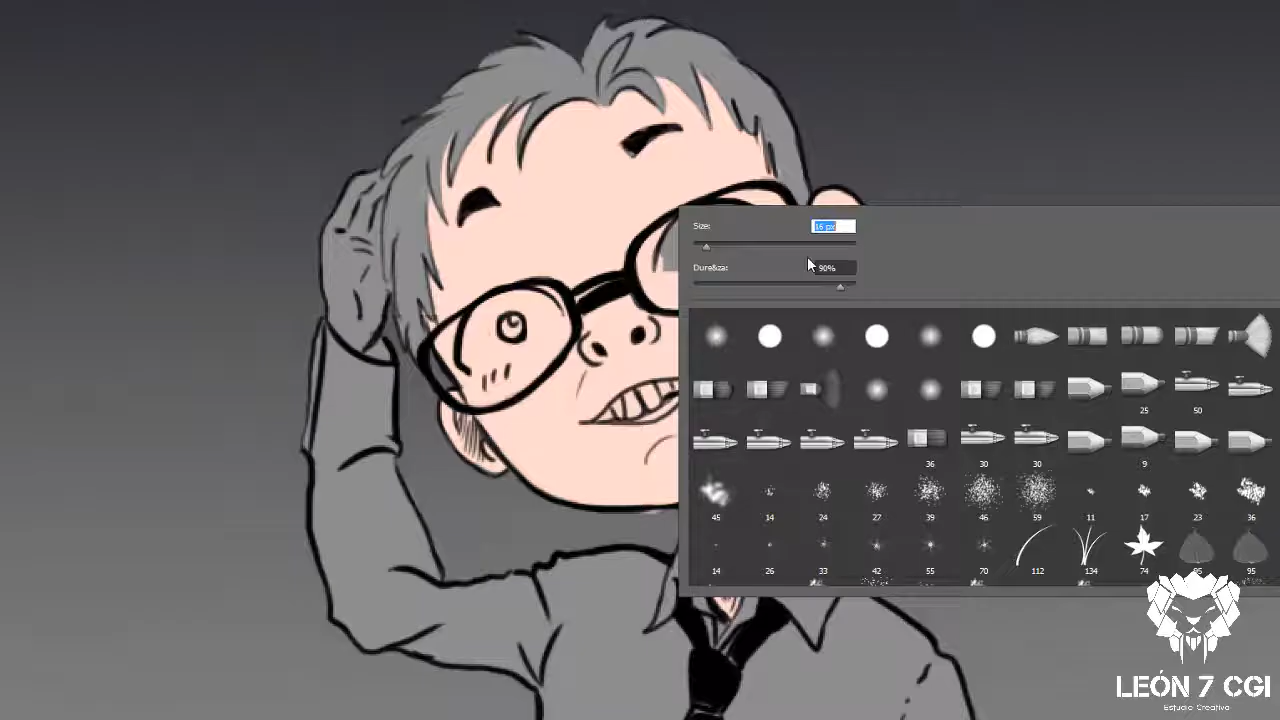 Size:
16 px
Dureza:
90%
25 50
36 30 30 9
45 14 24 27 39 46 59 11 17 23 36
14 26 33 42 55 70 112 134 74 95
LEÓN 7 CGI
Estudio Creativo